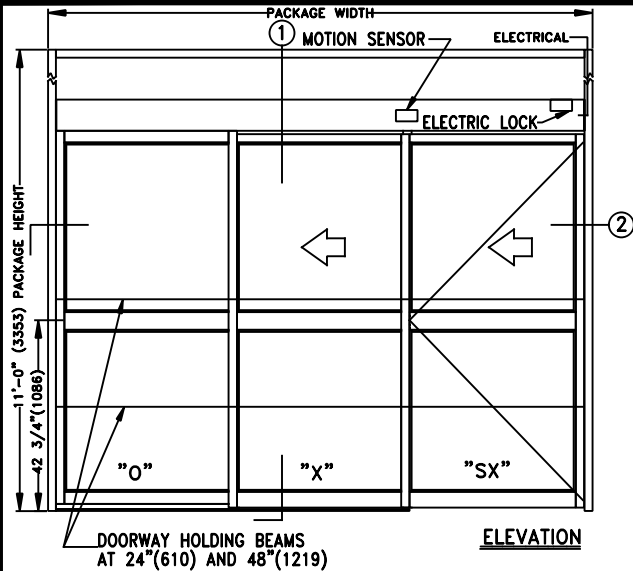 PACKAGE WIDTH
1
MOTION SENSOR
ELECTRICAL
ELECTRIC LOCK
2
11'-0" (3353) PACKAGE HEIGHT
42 3/4"(1086)
"O"
"X"
"SX"
DOORWAY HOLDING BEAMS
AT 24"(610) AND 48"(1219)
ELEVATION